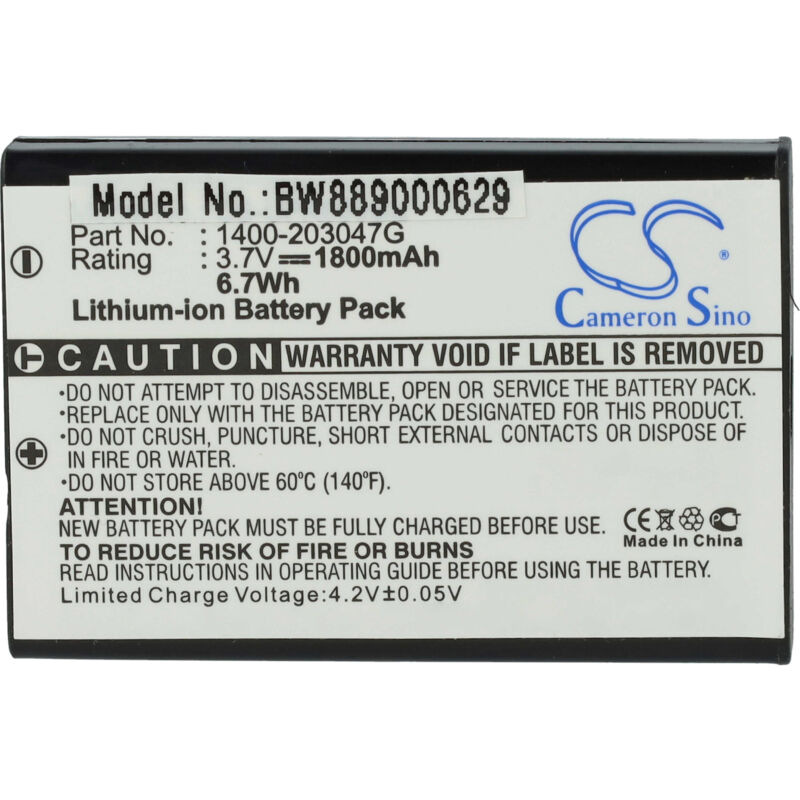 Model No.:BW889000629
Part No. : 1400-203047G
Rating : 3.7V⎓1800mAh
6.7Wh
Lithium-ion Battery Pack
CS
®
Cameron Sino
CAUTION WARRANTY VOID IF LABEL IS REMOVED
•DO NOT ATTEMPT TO DISASSEMBLE, OPEN OR SERVICE THE BATTERY PACK.
•REPLACE ONLY WITH THE BATTERY PACK DESIGNATED FOR THIS PRODUCT.
•DO NOT CRUSH, PUNCTURE, SHORT EXTERNAL CONTACTS OR DISPOSE
IN FIRE OR WATER.
•DO NOT STORE ABOVE 60°C (140°F).
ATTENTION!
NEW BATTERY PACK MUST BE FULLY CHARGED BEFORE USE
TO REDUCE RISK OF FIRE OR BURNS
READ INSTRUCTIONS IN OPERATING GUIDE BEFORE USING BATTERY
Limited Charge Voltage:4.2V±0.05V
CE
Made In China